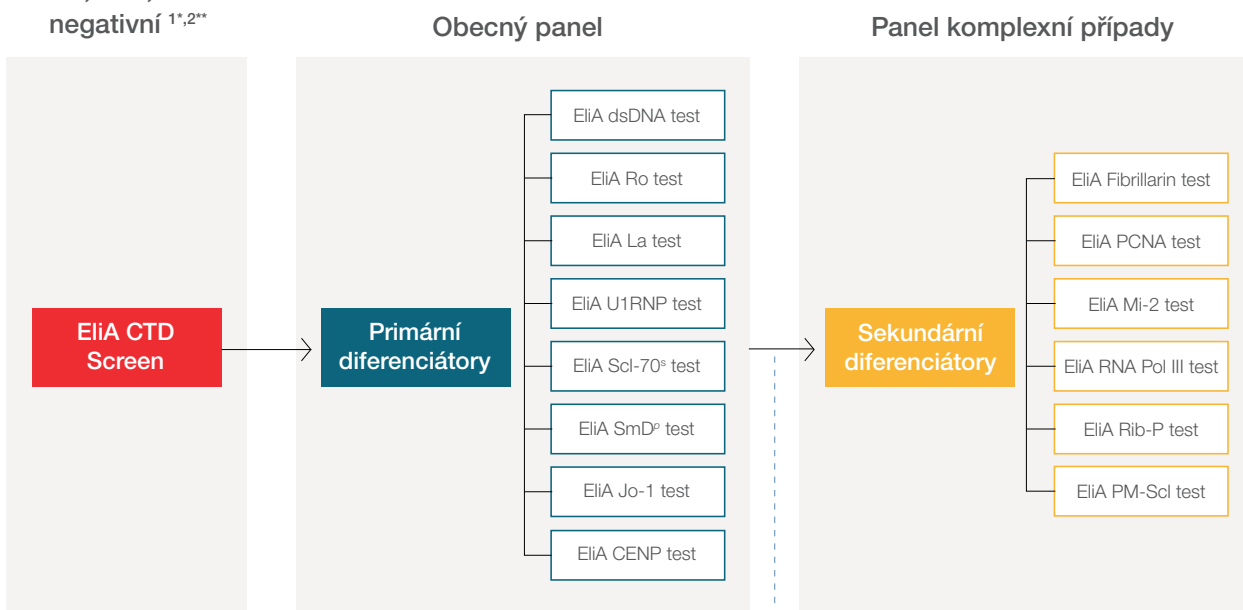 negativní 1*,2**
Obecný panel
Panel komplexní případy
EliA CTD
Screen
Primární
diferenciátory
EliA dsDNA test
EliA Ro test
EliA La test
EliA U1RNP test
EliA Scl-70ˢ test
EliA SmDᵖ test
EliA Jo-1 test
EliA CENP test
Sekundární
diferenciátory
EliA Fibrillarin test
EliA PCNA test
EliA Mi-2 test
EliA RNA Pol III test
EliA Rib-P test
EliA PM-Scl test